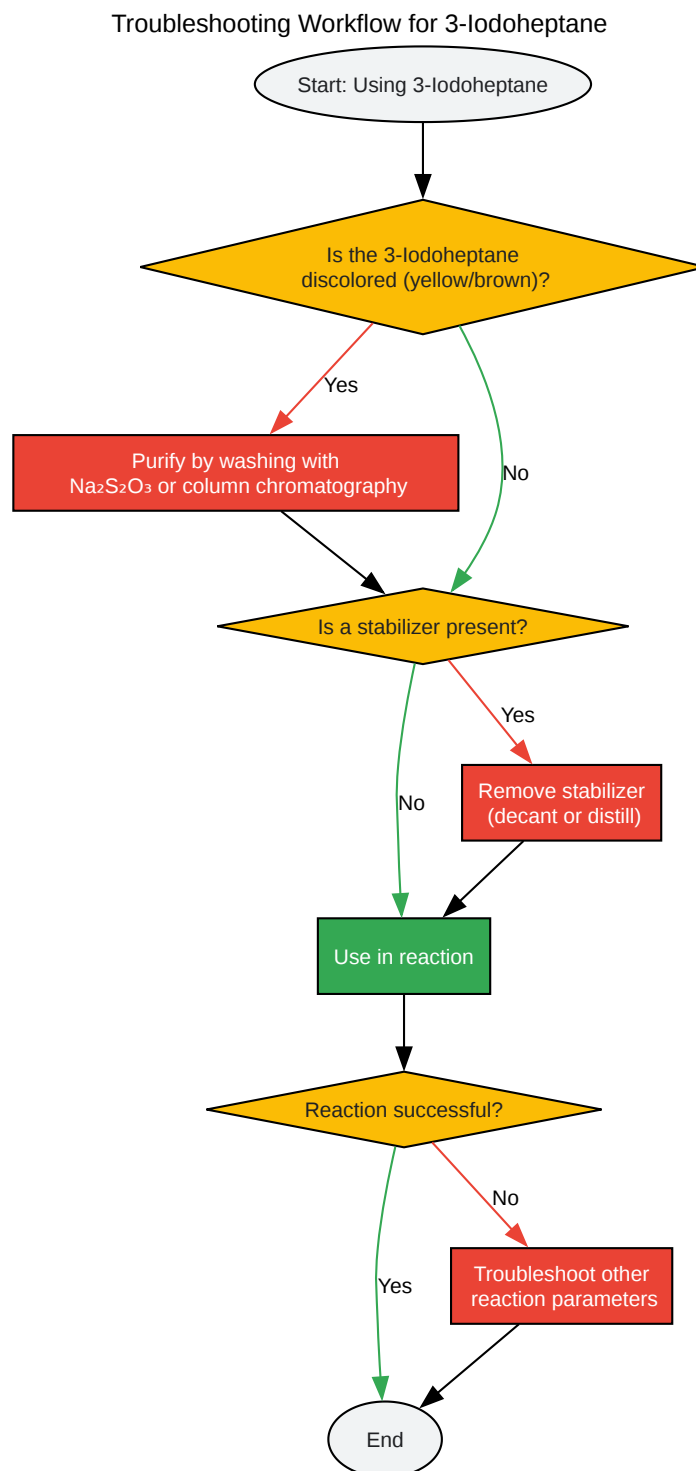 Troubleshooting Workflow for 3-Iodoheptane
Start: Using 3-Iodoheptane
Is the 3-Iodoheptane
discolored (yellow/brown)?
Yes
No
Purify by washing with
Na₂S₂O₃ or column chromatography
Is a stabilizer present?
Yes
No
Remove stabilizer
(decant or distill)
Use in reaction
Reaction successful?
No
Yes
Troubleshoot other
reaction parameters
End